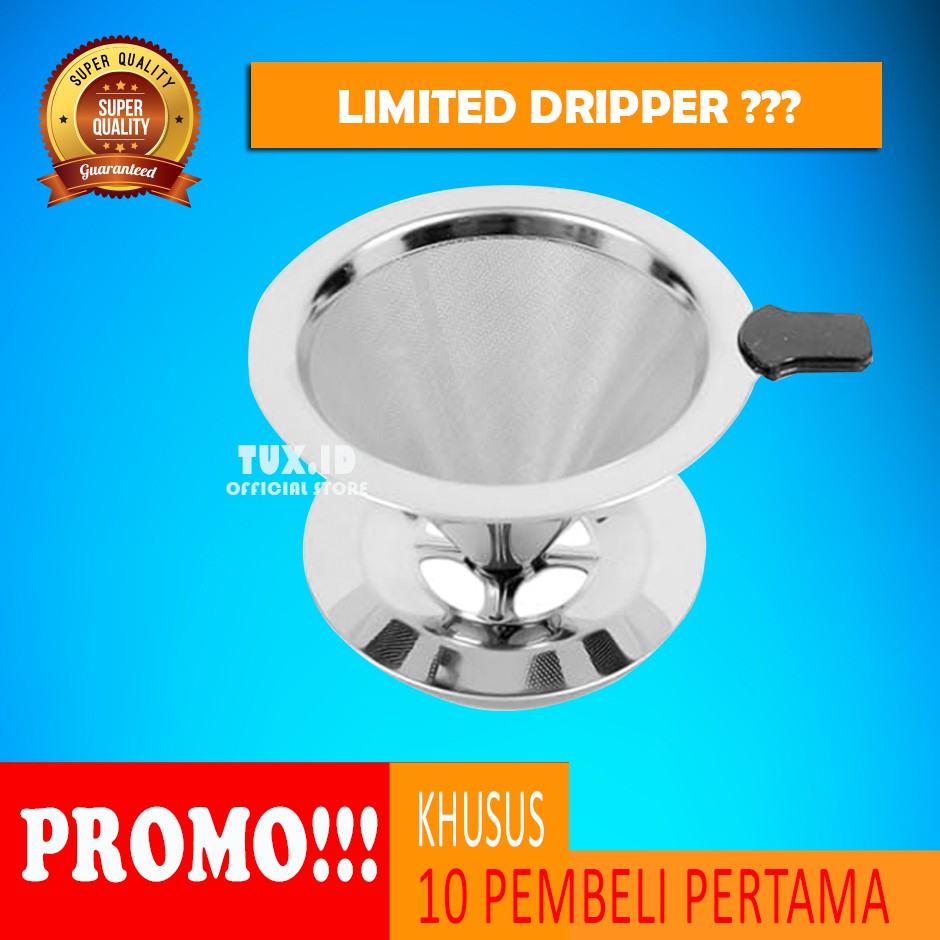 SUPER QUALITY
SUPER
QUALITY
Guaranteed
LIMITED DRIPPER ???
TUX.ID
OFFICIAL STORE
PROMO!!!
KHUSUS
10 PEMBELI PERTAMA